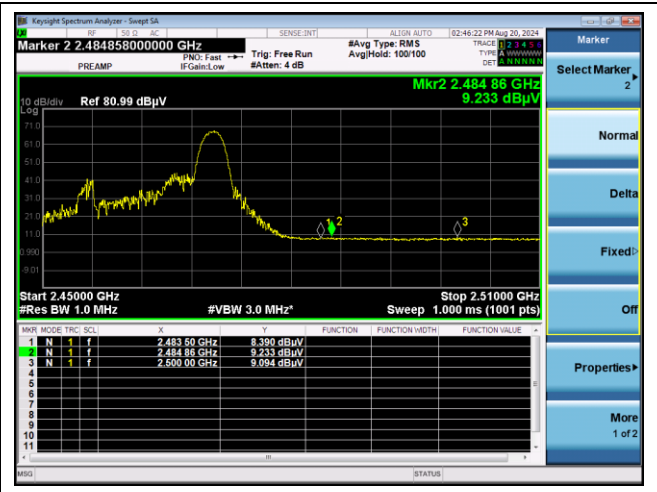 Keysight Spectrum Analyzer - Swept SA
RF 50 Ω AC SENSE:INT ALIGN AUTO 02:46:22 PM Aug 20, 2024
Marker 2 2.484858000000 GHz #Avg Type: RMS TRACE 1 2 3 4 5 6 Marker
PNO: Fast Trig: Free Run Avg|Hold: 100/100 TYPE A WWWWW
PREAMP IFGain:Low #Atten: 4 dB DET A N N N N N
Select Marker
2
Mkr2 2.484 86 GHz
10 dB/div Ref 80.99 dBµV 9.233 dBµV
Log
71.0
61.0 Normal
51.0
41.0
31.0 Delta
21.0
11.0 1 2 3
0.990 Fixed
-9.01
Start 2.45000 GHz Stop 2.51000 GHz
#Res BW 1.0 MHz #VBW 3.0 MHz* Sweep 1.000 ms (1001 pts) Off
MKR MODE TRC SCL X Y FUNCTION FUNCTION WIDTH FUNCTION VALUE
1 N 1 f 2.483 50 GHz 8.390 dBµV
2 N 1 f 2.484 86 GHz 9.233 dBµV
3 N 1 f 2.500 00 GHz 9.094 dBµV
4
5 Properties
6
7
8
9
10
11
More
1 of 2
MSG STATUS